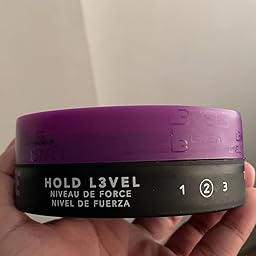 HOLD L3VEL
NIVEAU DE FORCE
NIVEL DE FUERZA
1 2 3